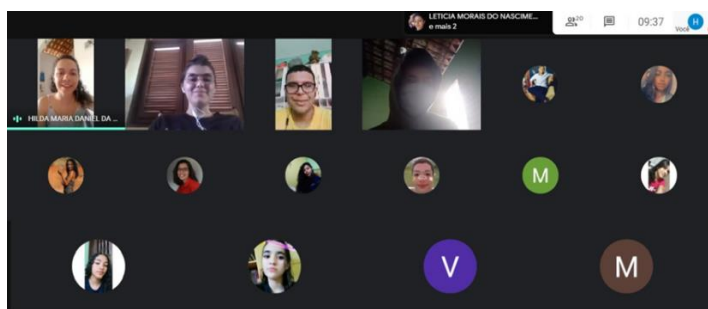 LETICIA MORAIS DO NASCIME...
e mais 2
20
09:37
Você
H
HILDA MARIA DANIEL DA ...
M
V
M